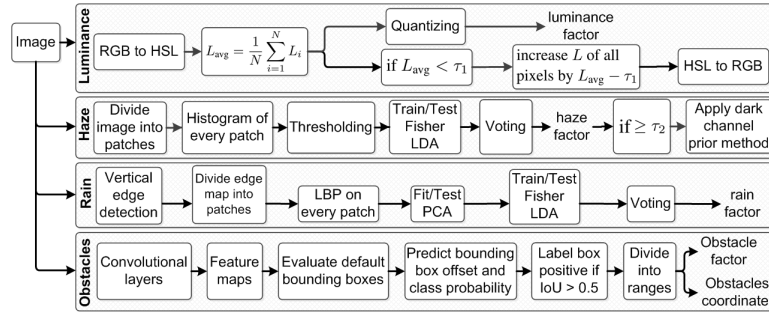 Image
Luminance
RGB to HSL
L_avg = 1/N ∑_{i=1}^{N} L_i
Quantizing
luminance
factor
if L_avg < τ_1
increase L of all
pixels by L_avg − τ_1
HSL to RGB
Haze
Divide
image into
patches
Histogram of
every patch
Thresholding
Train/Test
Fisher
LDA
Voting
haze
factor
if ≥ τ_2
Apply dark
channel
prior method
Rain
Vertical
edge
detection
Divide edge
map into
patches
LBP on
every patch
Fit/Test
PCA
Train/Test
Fisher
LDA
Voting
rain
factor
Obstacles
Convolutional
layers
Feature
maps
Evaluate default
bounding boxes
Predict bounding
box offset and
class probability
Label box
positive if
IoU > 0.5
Divide
into
ranges
Obstacle
factor
Obstacles
coordinate